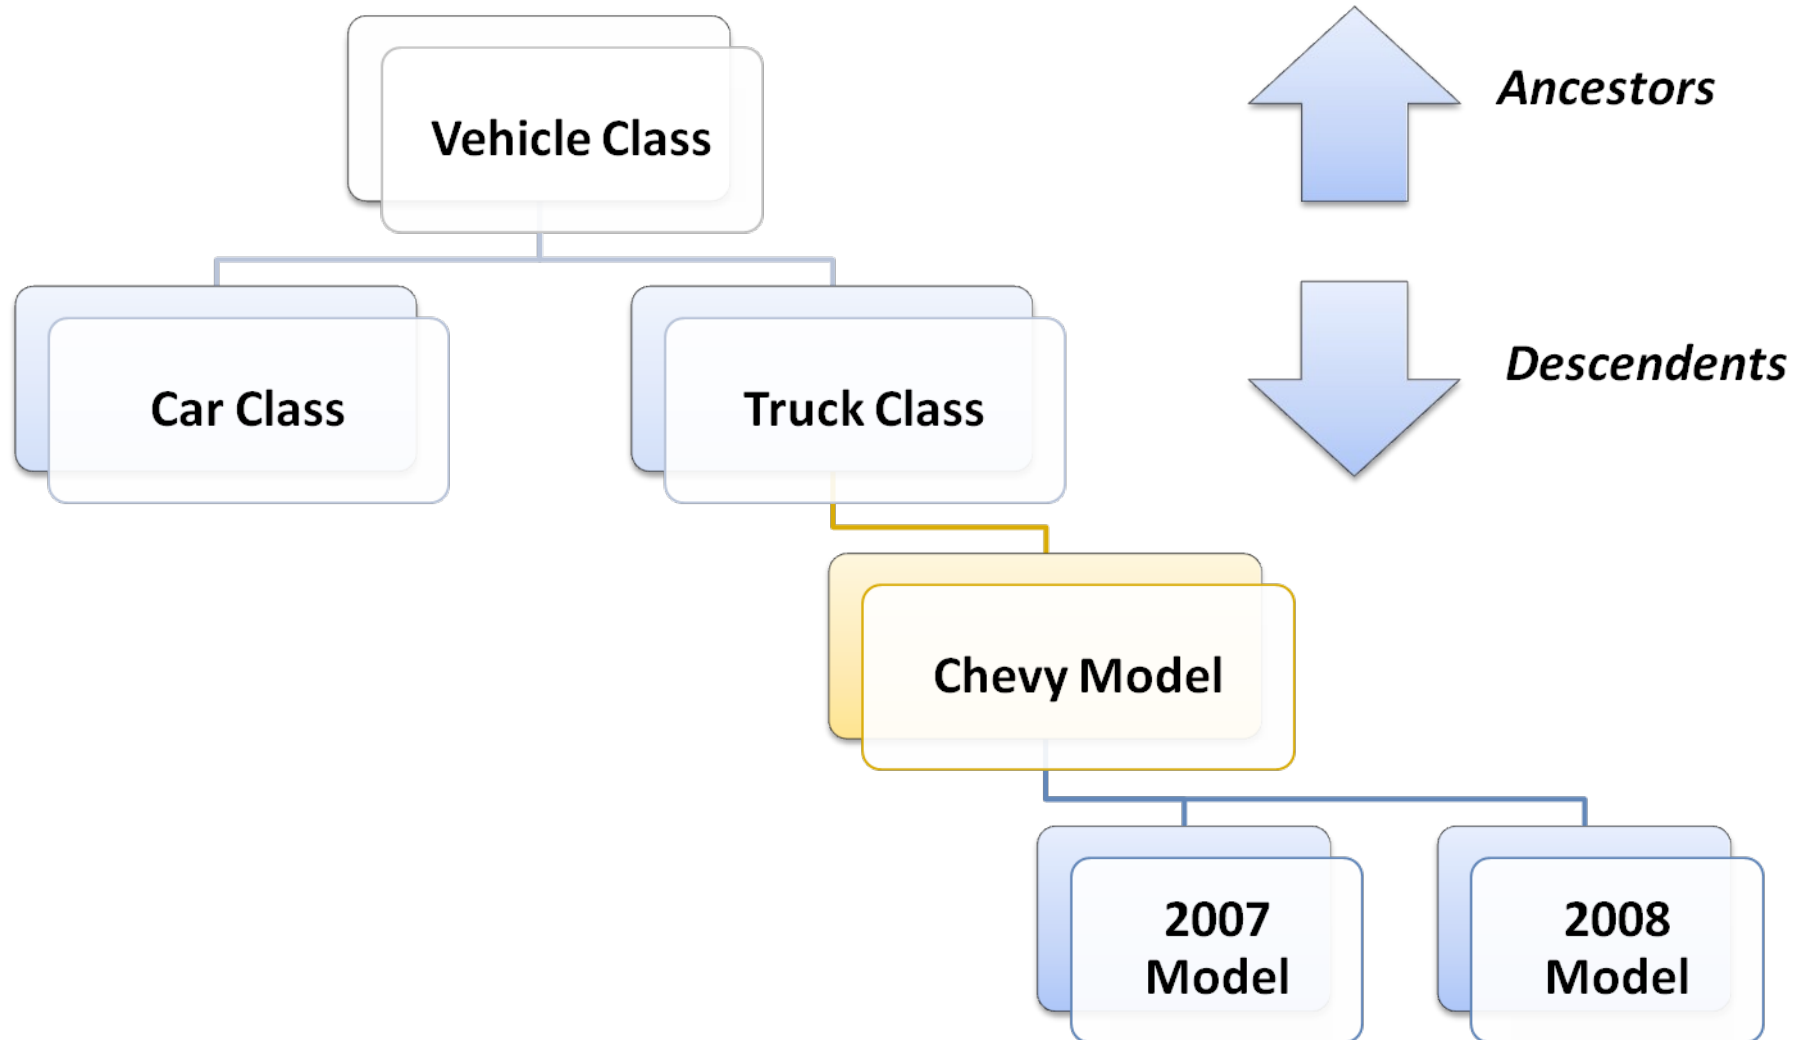 Vehicle Class
Ancestors
Car Class
Truck Class
Descendents
Chevy Model
2007
Model
2008
Model